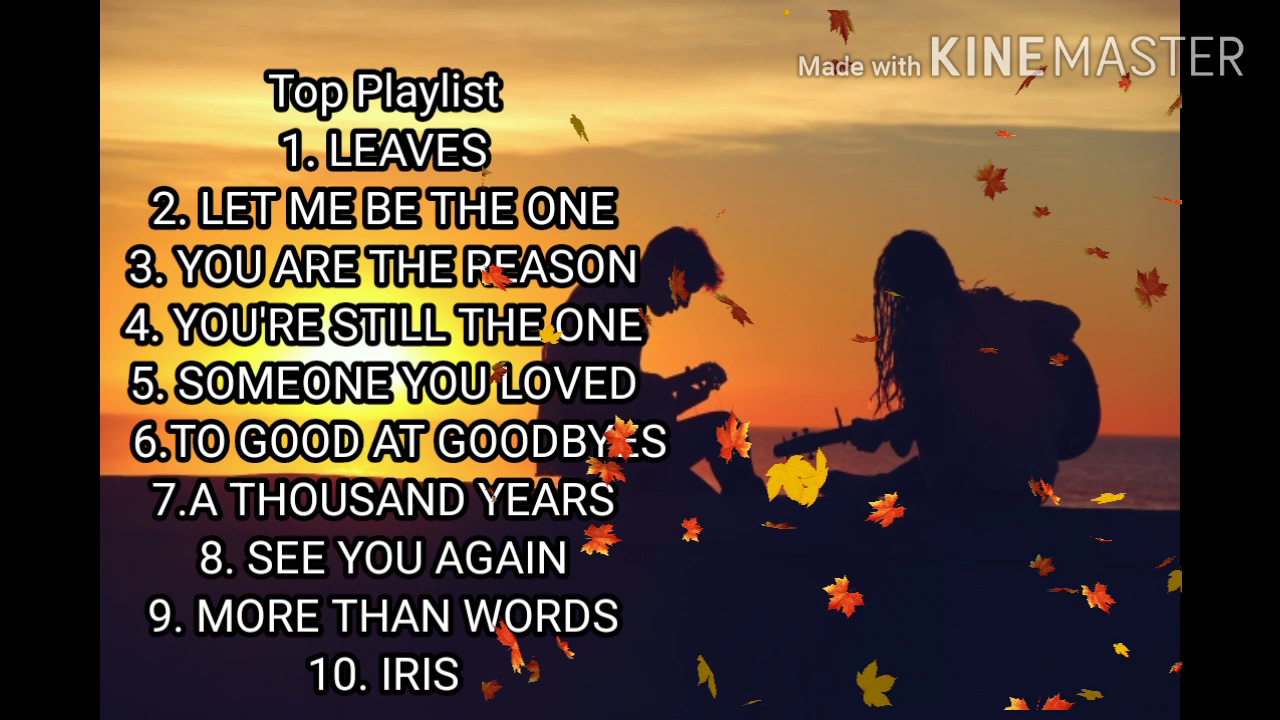 Made with KINEMASTER
Top Playlist
1. LEAVES
2. LET ME BE THE ONE
3. YOU ARE THE REASON
4. YOU'RE STILL THE ONE
5. SOMEONE YOU LOVED
6.TO GOOD AT GOODBYES
7.A THOUSAND YEARS
8. SEE YOU AGAIN
9. MORE THAN WORDS
10. IRIS